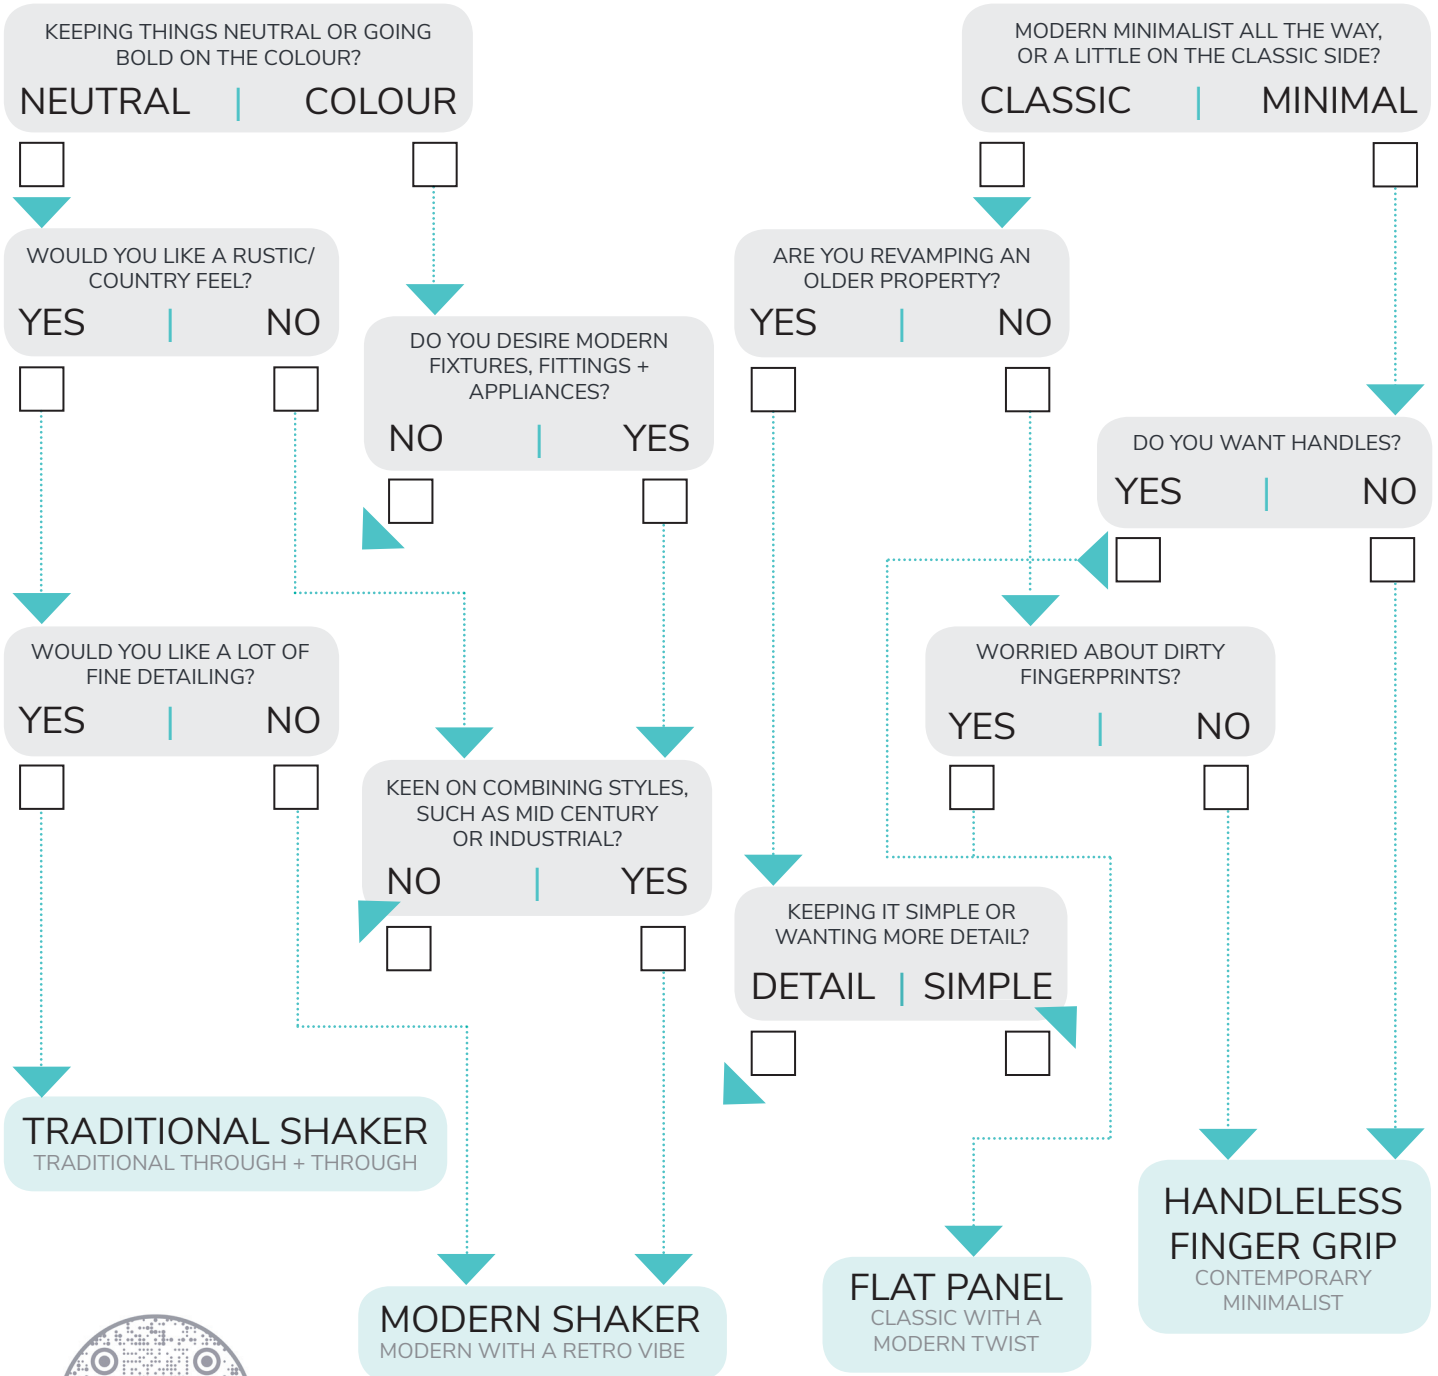 KEEPING THINGS NEUTRAL OR GOING
BOLD ON THE COLOUR?
NEUTRAL | COLOUR
MODERN MINIMALIST ALL THE WAY,
OR A LITTLE ON THE CLASSIC SIDE?
CLASSIC | MINIMAL
WOULD YOU LIKE A RUSTIC/
COUNTRY FEEL?
YES | NO
DO YOU DESIRE MODERN
FIXTURES, FITTINGS +
APPLIANCES?
NO | YES
ARE YOU REVAMPING AN
OLDER PROPERTY?
YES | NO
DO YOU WANT HANDLES?
YES | NO
WOULD YOU LIKE A LOT OF
FINE DETAILING?
YES | NO
WORRIED ABOUT DIRTY
FINGERPRINTS?
YES | NO
KEEN ON COMBINING STYLES,
SUCH AS MID CENTURY
OR INDUSTRIAL?
NO | YES
KEEPING IT SIMPLE OR
WANTING MORE DETAIL?
DETAIL | SIMPLE
TRADITIONAL SHAKER
TRADITIONAL THROUGH + THROUGH
MODERN SHAKER
MODERN WITH A RETRO VIBE
FLAT PANEL
CLASSIC WITH A
MODERN TWIST
HANDLELESS
FINGER GRIP
CONTEMPORARY
MINIMALIST